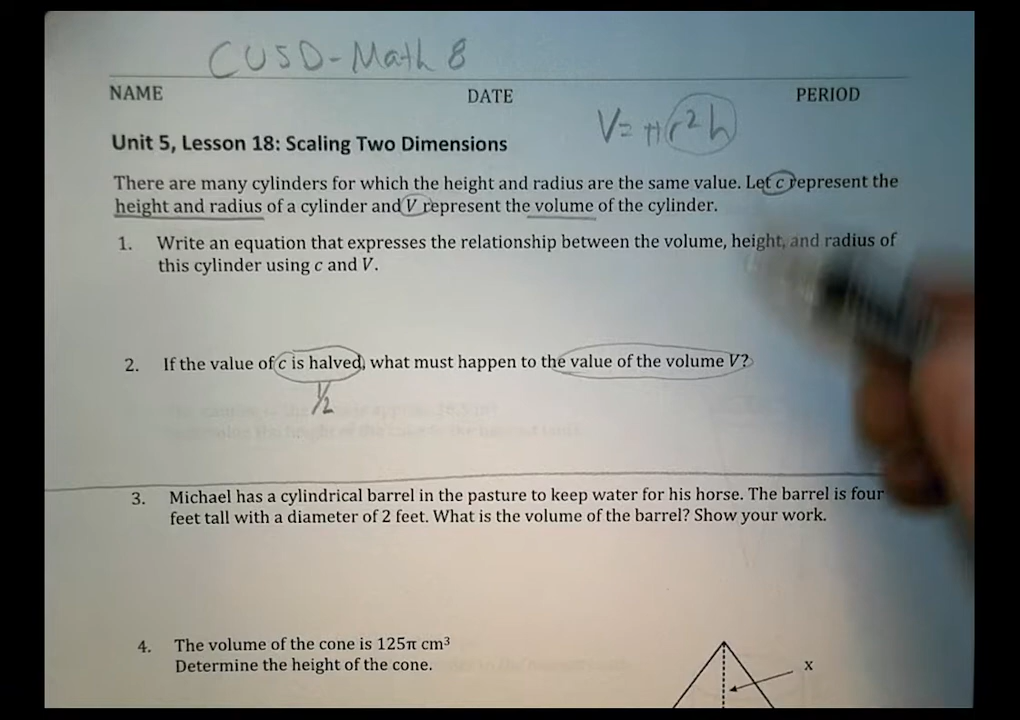 CUSD-Math 8
NAME DATE PERIOD
V=πr²h
Unit 5, Lesson 18: Scaling Two Dimensions
There are many cylinders for which the height and radius are the same value. Let c represent the
height and radius of a cylinder and V represent the volume of the cylinder.
1. Write an equation that expresses the relationship between the volume, height, and radius of
this cylinder using c and V.
2. If the value of c is halved, what must happen to the value of the volume V?
1/2
3. Michael has a cylindrical barrel in the pasture to keep water for his horse. The barrel is four
feet tall with a diameter of 2 feet. What is the volume of the barrel? Show your work.
4. The volume of the cone is 125π cm³
Determine the height of the cone.
x